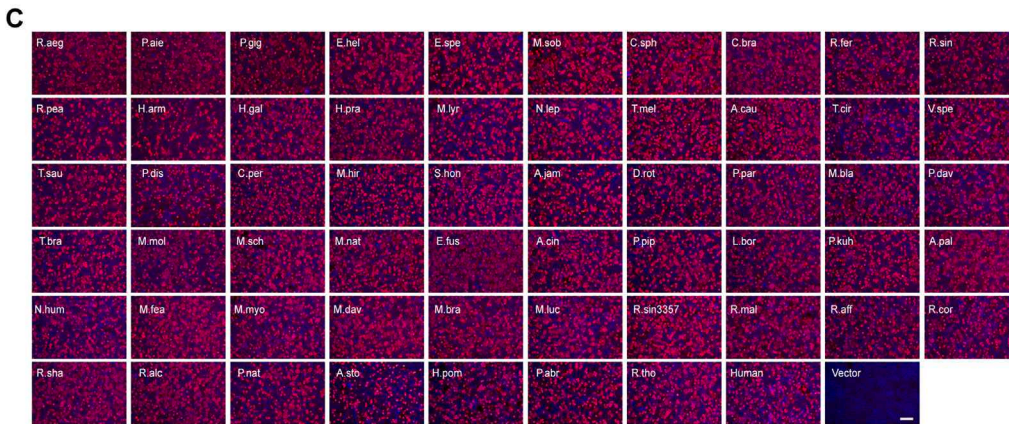 C
R.aeg P.aie P.gig E.hel E.spe M.sob C.sph C.bra R.fer R.sin
R.pea H.arm H.gal H.pra M.lyr N.lep T.mel A.cau T.cir V.spe
T.sau P.dis C.per M.hir S.hon A.jam D.rot P.par M.bla P.dav
T.bra M.mol M.sch M.nat E.fus A.cin P.pip L.bor P.kuh A.pal
N.hum M.fea M.myo M.dav M.bra M.luc R.sin3357 R.mal R.aff R.cor
R.sha R.alc P.nat A.sto H.pom P.abr R.tho Human Vector